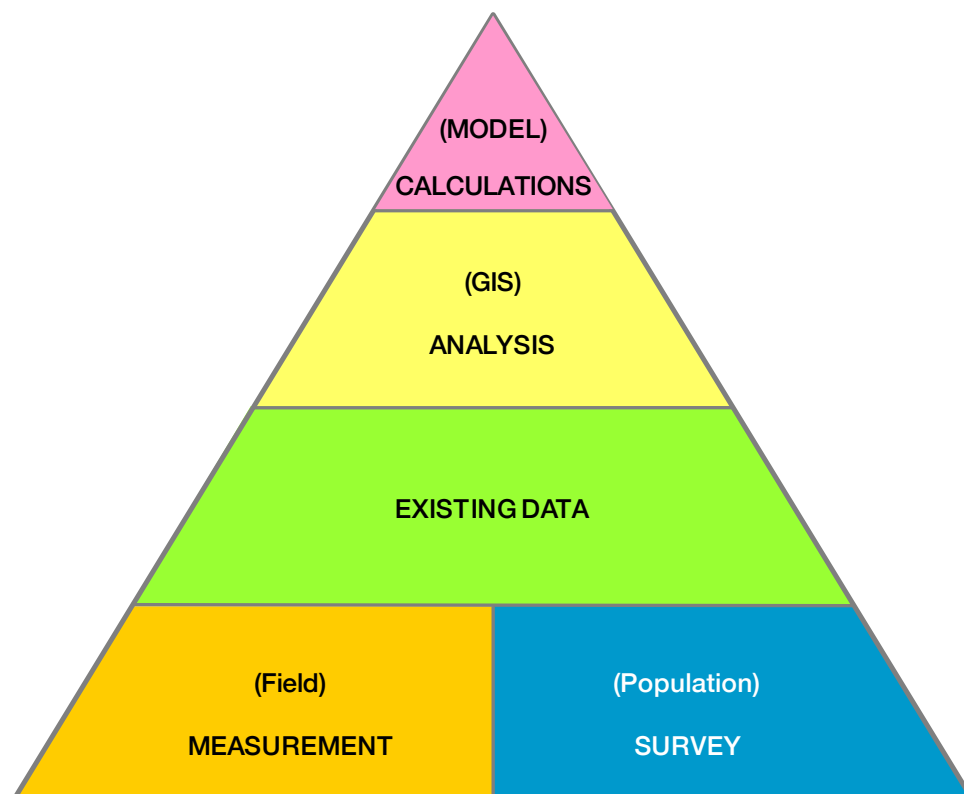 (MODEL)
CALCULATIONS
(GIS)
ANALYSIS
EXISTING DATA
(Field)
MEASUREMENT
(Population)
SURVEY